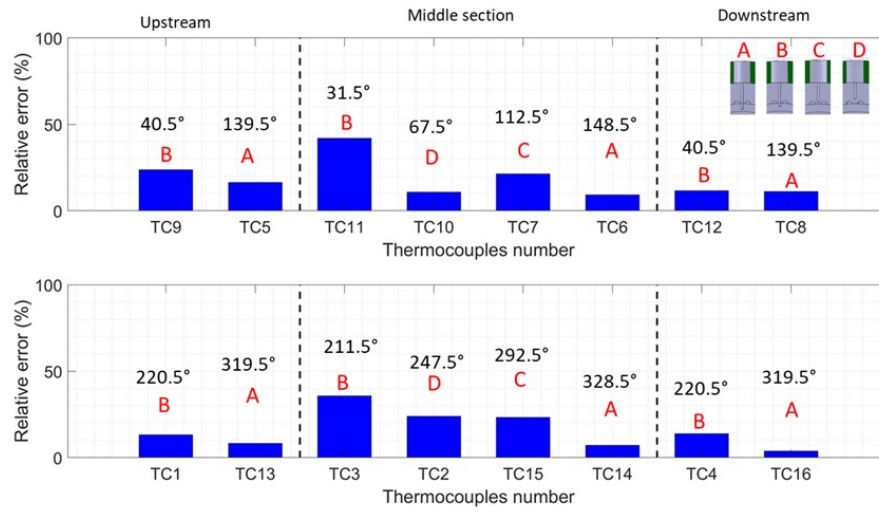 Upstream Middle section Downstream
Relative error (%)
100
50
0
A B C D
40.5° 139.5° 31.5° 67.5° 112.5° 148.5° 40.5° 139.5°
B A B D C A B A
TC9 TC5 TC11 TC10 TC7 TC6 TC12 TC8
Thermocouples number
Relative error (%)
100
50
0
220.5° 319.5° 211.5° 247.5° 292.5° 328.5° 220.5° 319.5°
B A B D C A B A
TC1 TC13 TC3 TC2 TC15 TC14 TC4 TC16
Thermocouples number